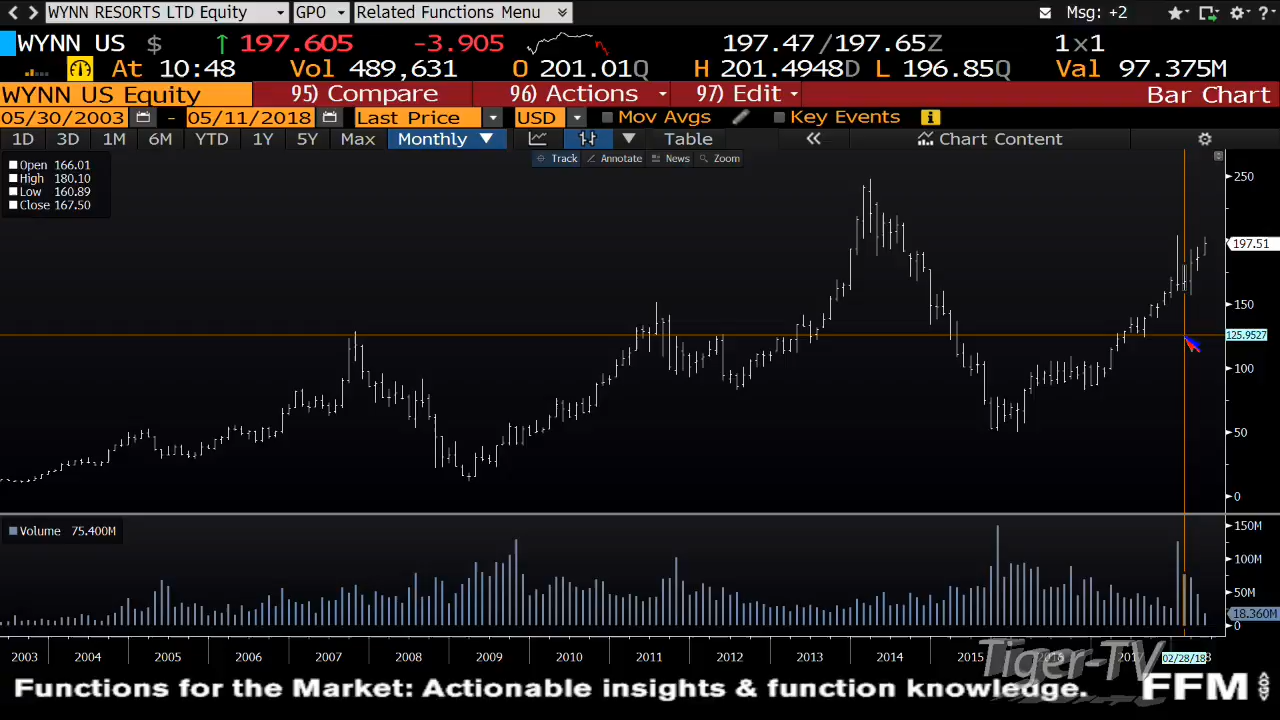 WYNN RESORTS LTD Equity GPO Related Functions Menu Msg: +2
WYNN US $ ↑ 197.605 -3.905 197.47/197.65Z 1x1
At 10:48 Vol 489,631 O 201.01Q H 201.4948D L 196.85Q Val 97.375M
WYNN US Equity 95) Compare 96) Actions 97) Edit Bar Chart
05/30/2003 - 05/11/2018 Last Price USD Mov Avgs Key Events
1D 3D 1M 6M YTD 1Y 5Y Max Monthly ▼ Table « Chart Content
Track Annotate News Zoom
Open 166.01
High 180.10
Low 160.89
Close 167.50
250
197.51
150
125.9527
100
50
0
Volume 75.400M
150M
100M
50M
18.360M
0
2003 2004 2005 2006 2007 2008 2009 2010 2011 2012 2013 2014 2015 2016 201 02/28/18 8
Tiger-TV
Functions for the Market: Actionable insights & function knowledge. FFM